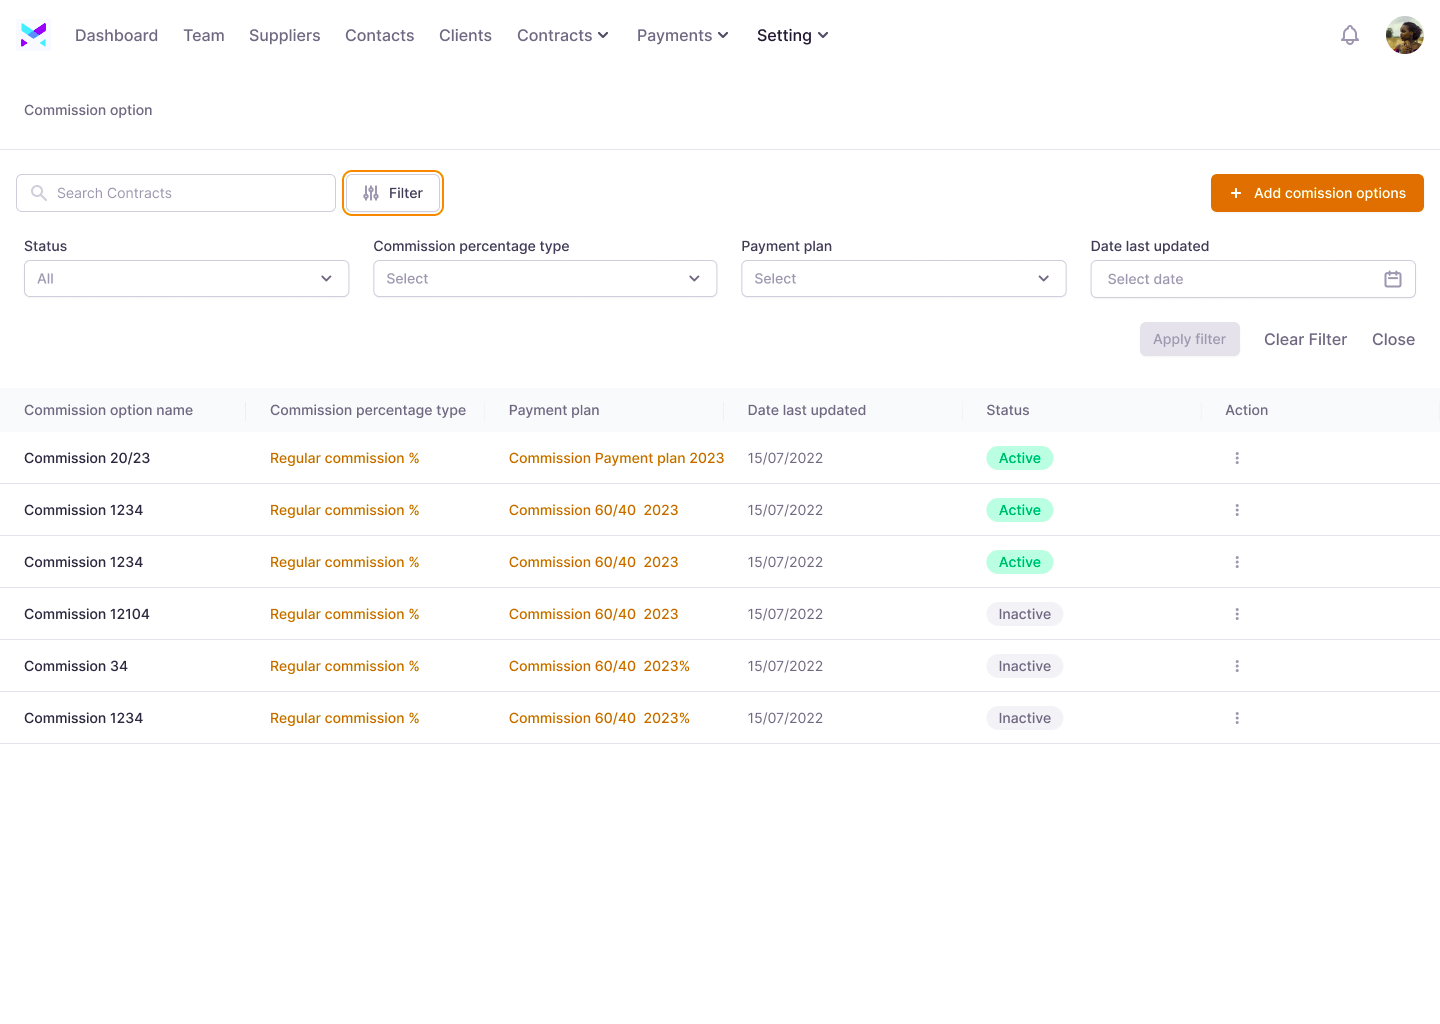 Dashboard Team Suppliers Contacts Clients Contracts Payments Setting
Commission option
Search Contracts Filter + Add comission options
Status Commission percentage type Payment plan Date last updated
All Select Select Select date
Apply filter Clear Filter Close
Commission option name Commission percentage type Payment plan Date last updated Status Action
Commission 20/23 Regular commission % Commission Payment plan 2023 15/07/2022 Active
Commission 1234 Regular commission % Commission 60/40 2023 15/07/2022 Active
Commission 1234 Regular commission % Commission 60/40 2023 15/07/2022 Active
Commission 12104 Regular commission % Commission 60/40 2023 15/07/2022 Inactive
Commission 34 Regular commission % Commission 60/40 2023% 15/07/2022 Inactive
Commission 1234 Regular commission % Commission 60/40 2023% 15/07/2022 Inactive